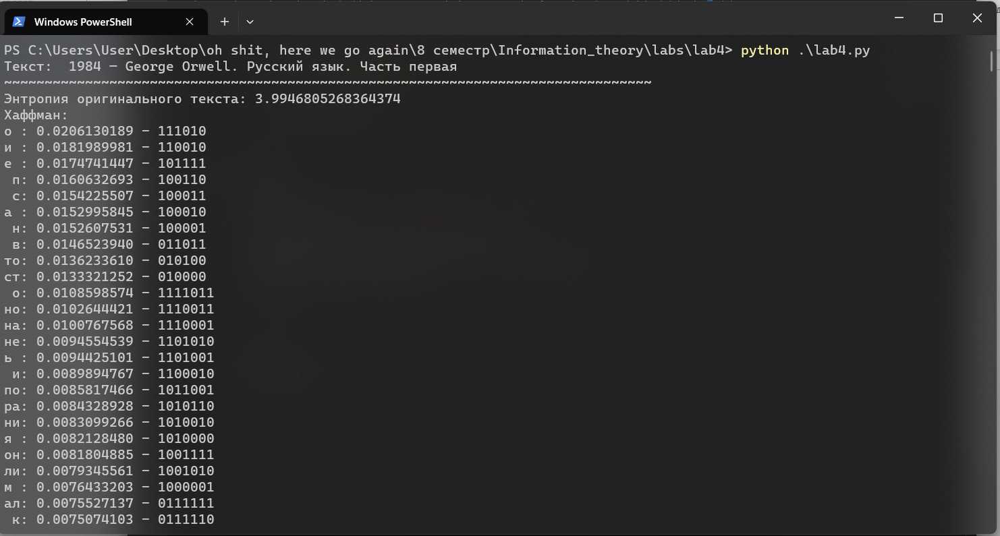 Windows PowerShell
PS C:\Users\User\Desktop\oh shit, here we go again\8 семестр\Information_theory\labs\lab4> python .\lab4.py
Текст:  1984 — George Orwell. Русский язык. Часть первая
~~~~~~~~~~~~~~~~~~~~~~~~~~~~~~~~~~~~~~~~~~~~~~~~~~~~~~~~~~~~~~~~~~~~~~~~~~~~~~~~
Энтропия оригинального текста: 3.9946805268364374
Хаффман:
о : 0.0206130189 - 111010
и : 0.0181989981 - 110010
е : 0.0174741447 - 101111
 п: 0.0160632693 - 100110
 с: 0.0154225507 - 100011
а : 0.0152995845 - 100010
 н: 0.0152607531 - 100001
 в: 0.0146523940 - 011011
то: 0.0136233610 - 010100
ст: 0.0133321252 - 010000
 о: 0.0108598574 - 1111011
но: 0.0102644421 - 1110011
на: 0.0100767568 - 1110001
не: 0.0094554539 - 1101010
ь : 0.0094425101 - 1101001
 и: 0.0089894767 - 1100010
по: 0.0085817466 - 1011001
ра: 0.0084328928 - 1010110
ни: 0.0083099266 - 1010010
я : 0.0082128480 - 1010000
он: 0.0081804885 - 1001111
ли: 0.0079345561 - 1001010
м : 0.0076433203 - 1000001
ал: 0.0075527137 - 0111111
 к: 0.0075074103 - 0111110